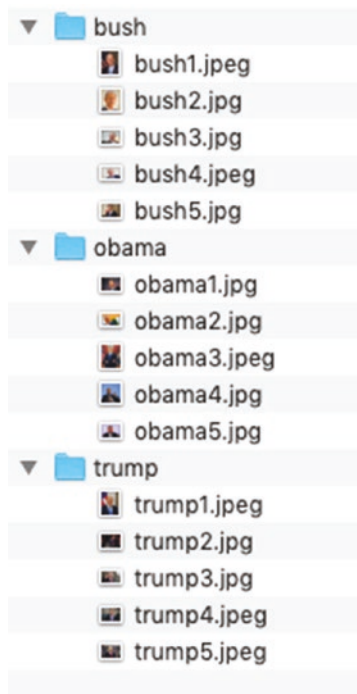 bush
bush1.jpeg
bush2.jpg
bush3.jpg
bush4.jpeg
bush5.jpg
obama
obama1.jpg
obama2.jpg
obama3.jpeg
obama4.jpg
obama5.jpg
trump
trump1.jpeg
trump2.jpg
trump3.jpg
trump4.jpeg
trump5.jpeg